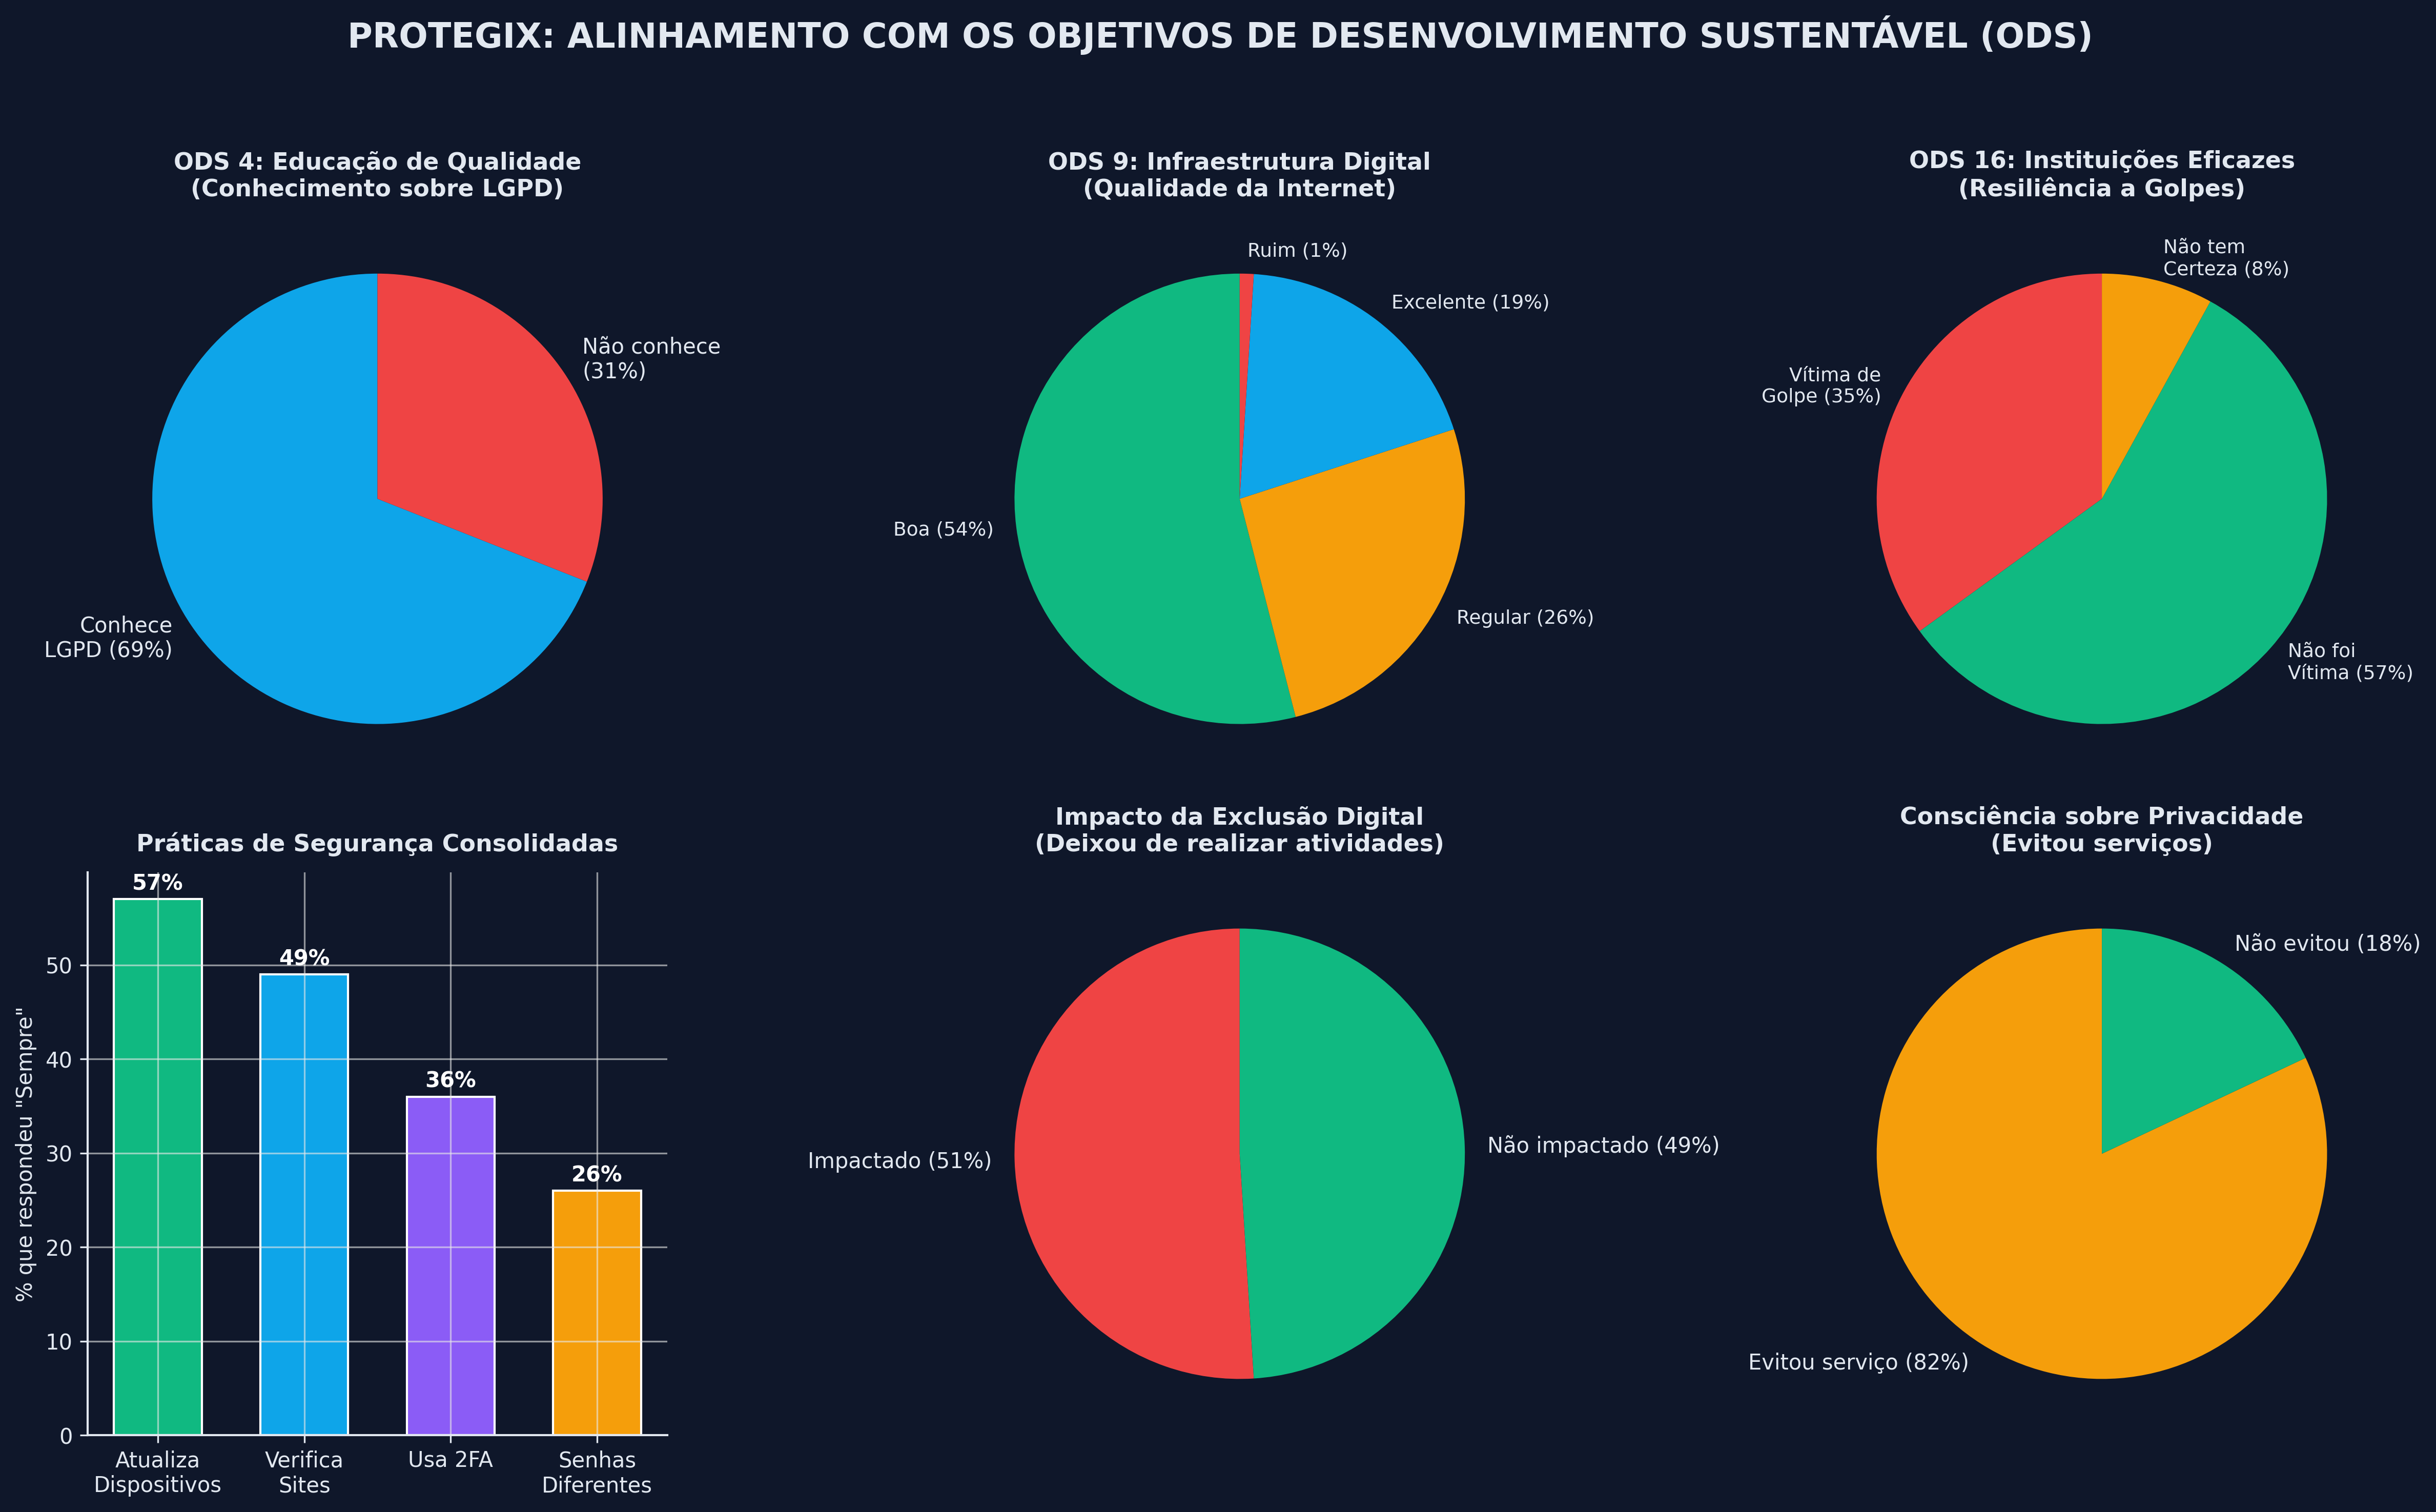 PROTEGIX: ALINHAMENTO COM OS OBJETIVOS DE DESENVOLVIMENTO SUSTENTÁVEL (ODS)
ODS 4: Educação de Qualidade
(Conhecimento sobre LGPD)
Não conhece
(31%)
Conhece
LGPD (69%)
ODS 9: Infraestrutura Digital
(Qualidade da Internet)
Ruim (1%)
Excelente (19%)
Boa (54%)
Regular (26%)
ODS 16: Instituições Eficazes
(Resiliência a Golpes)
Não tem
Certeza (8%)
Vítima de
Golpe (35%)
Não foi
Vítima (57%)
Práticas de Segurança Consolidadas
% que respondeu "Sempre"
50
40
30
20
10
0
57%
49%
36%
26%
Atualiza
Dispositivos
Verifica
Sites
Usa 2FA
Senhas
Diferentes
Impacto da Exclusão Digital
(Deixou de realizar atividades)
Impactado (51%)
Não impactado (49%)
Consciência sobre Privacidade
(Evitou serviços)
Não evitou (18%)
Evitou serviço (82%)